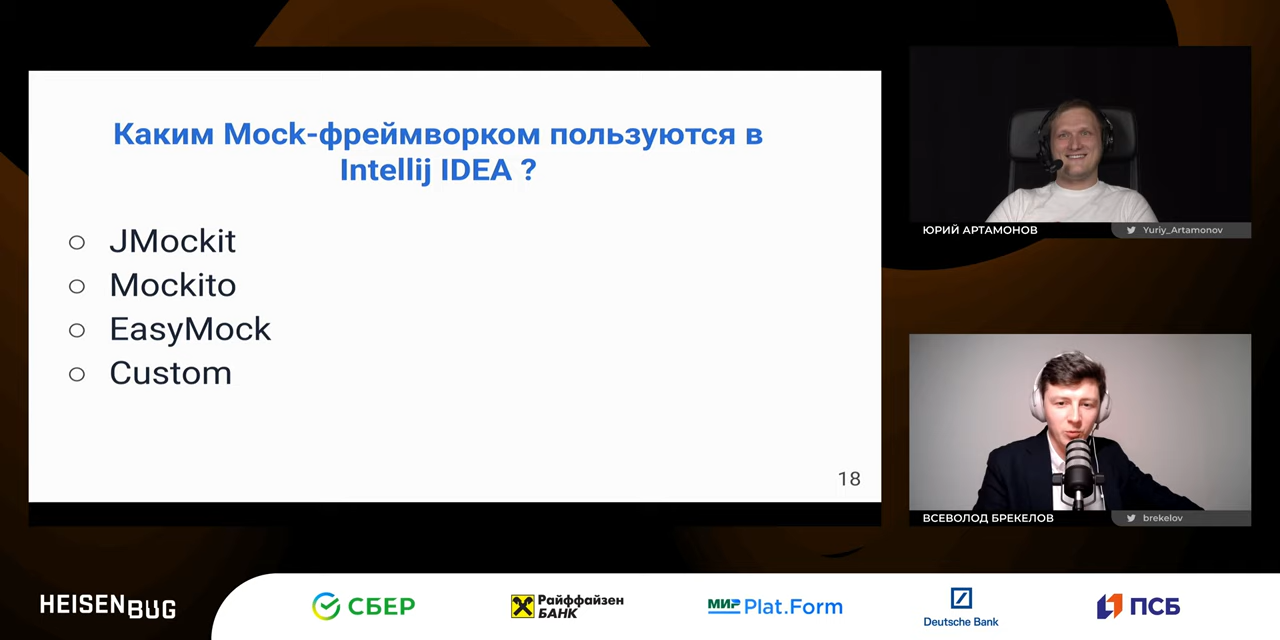 Каким Mock-фреймворком пользуются в
Intellij IDEA ?
JMockit
Mockito
EasyMock
Custom
18
ЮРИЙ АРТАМОНОВ
Yuriy_Artamonov
ВСЕВОЛОД БРЕКЕЛОВ
brekelov
HEISENBUG
СБЕР
Райффайзен
БАНК
МИР Plat.Form
Deutsche Bank
ПСБ